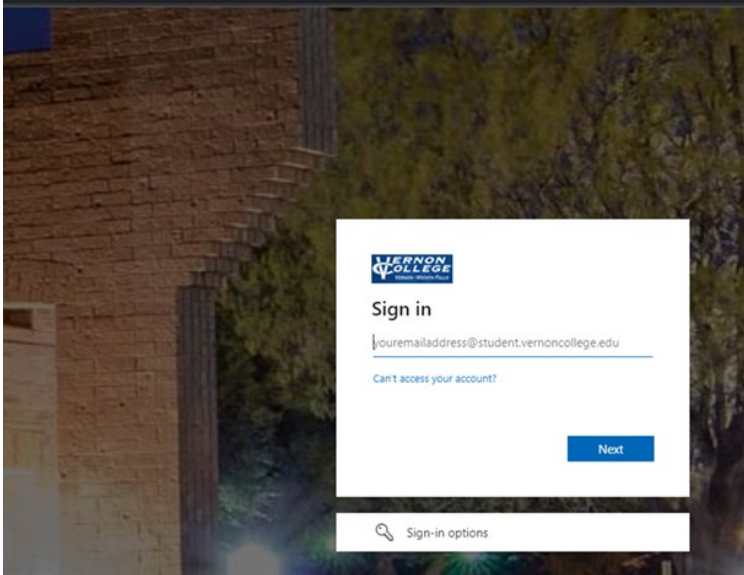 VERNON
COLLEGE
VERNON · WICHITA FALLS
Sign in
youremailaddress@student.vernoncollege.edu
Can't access your account?
Next
Sign-in options